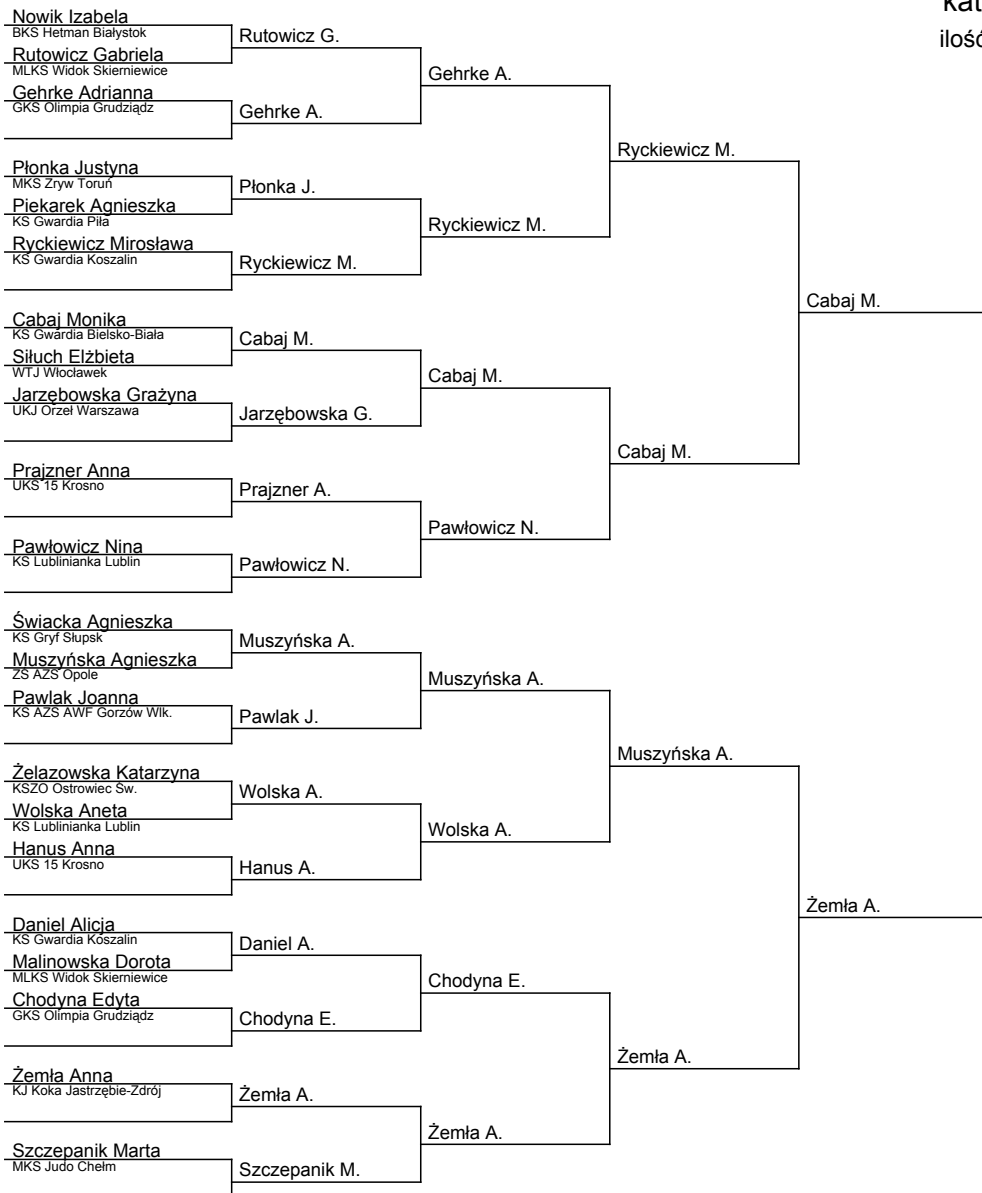 kat
ilość
Nowik Izabela
BKS Hetman Białystok
Rutowicz Gabriela
MLKS Widok Skierniewice
Gehrke Adrianna
GKS Olimpia Grudziądz
Płonka Justyna
MKS Zryw Toruń
Piekarek Agnieszka
KS Gwardia Piła
Ryckiewicz Mirosława
KS Gwardia Koszalin
Cabaj Monika
KS Gwardia Bielsko-Biała
Siłuch Elżbieta
WTJ Włocławek
Jarzębowska Grażyna
UKJ Orzeł Warszawa
Prajzner Anna
UKS 15 Krosno
Pawłowicz Nina
KS Lublinianka Lublin
Świacka Agnieszka
KS Gryf Słupsk
Muszyńska Agnieszka
ZS AZS Opole
Pawlak Joanna
KS AZS AWF Gorzów Wlk.
Żelazowska Katarzyna
KSZO Ostrowiec Św.
Wolska Aneta
KS Lublinianka Lublin
Hanus Anna
UKS 15 Krosno
Daniel Alicja
KS Gwardia Koszalin
Malinowska Dorota
MLKS Widok Skierniewice
Chodyna Edyta
GKS Olimpia Grudziądz
Żemła Anna
KJ Koka Jastrzębie-Zdrój
Szczepanik Marta
MKS Judo Chełm
Rutowicz G.
Gehrke A.
Płonka J.
Ryckiewicz M.
Cabaj M.
Jarzębowska G.
Prajzner A.
Pawłowicz N.
Muszyńska A.
Pawlak J.
Wolska A.
Hanus A.
Daniel A.
Chodyna E.
Żemła A.
Szczepanik M.
Gehrke A.
Ryckiewicz M.
Cabaj M.
Pawłowicz N.
Muszyńska A.
Wolska A.
Chodyna E.
Żemła A.
Ryckiewicz M.
Cabaj M.
Muszyńska A.
Żemła A.
Cabaj M.
Żemła A.